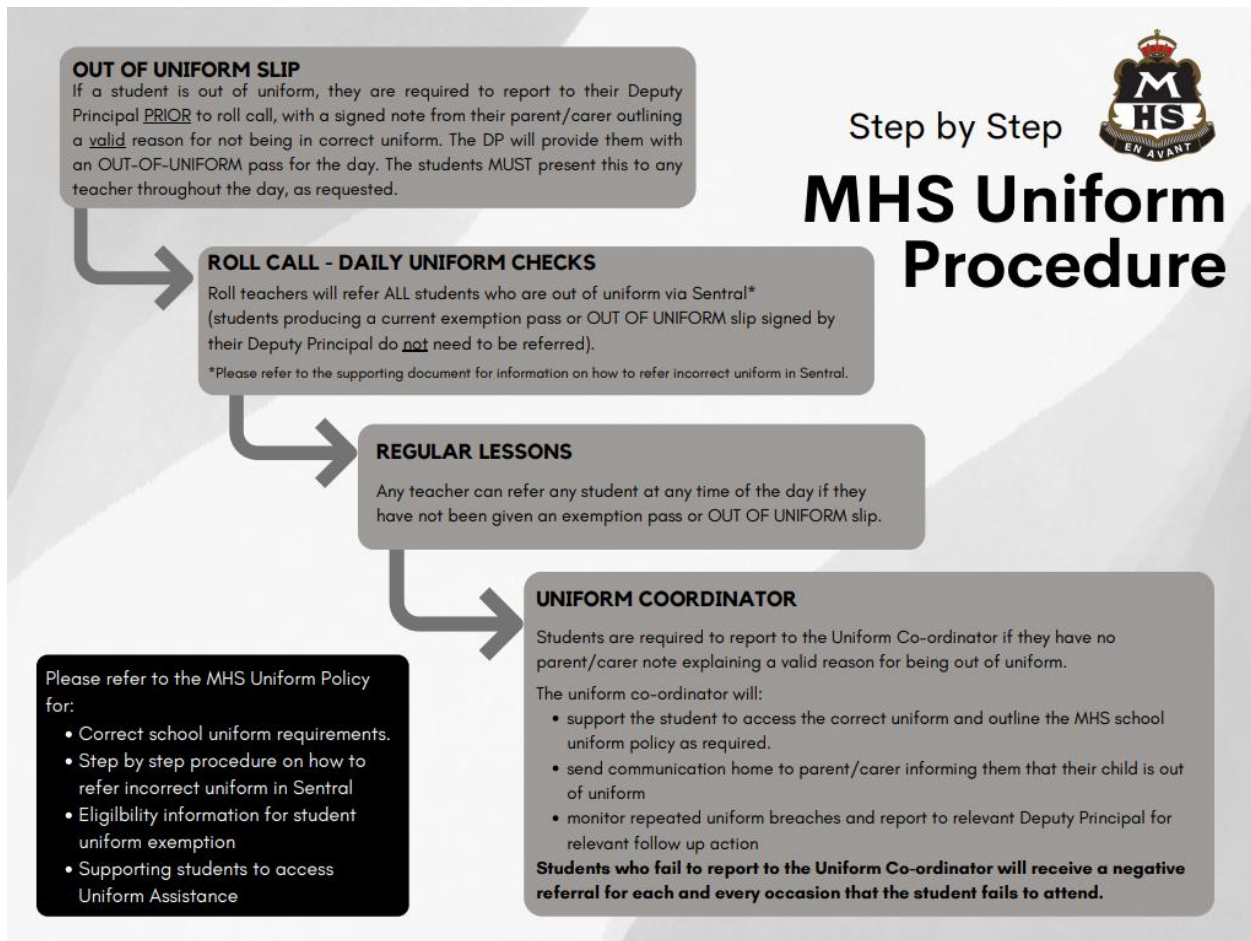 OUT OF UNIFORM SLIP
If a student is out of uniform, they are required to report to their Deputy
Principal PRIOR to roll call, with a signed note from their parent/carer outlining
a valid reason for not being in correct uniform. The DP will provide them with
an OUT-OF-UNIFORM pass for the day. The students MUST present this to any
teacher throughout the day, as requested.
M
HS
EN AVANT
Step by Step
MHS Uniform
Procedure
ROLL CALL - DAILY UNIFORM CHECKS
Roll teachers will refer ALL students who are out of uniform via Sentral*
(students producing a current exemption pass or OUT OF UNIFORM slip signed by
their Deputy Principal do not need to be referred).
*Please refer to the supporting document for information on how to refer incorrect uniform in Sentral.
REGULAR LESSONS
Any teacher can refer any student at any time of the day if they
have not been given an exemption pass or OUT OF UNIFORM slip.
UNIFORM COORDINATOR
Students are required to report to the Uniform Co-ordinator if they have no
parent/carer note explaining a valid reason for being out of uniform.
The uniform co-ordinator will:
• support the student to access the correct uniform and outline the MHS school
uniform policy as required.
• send communication home to parent/carer informing them that their child is out
of uniform
• monitor repeated uniform breaches and report to relevant Deputy Principal for
relevant follow up action
Students who fail to report to the Uniform Co-ordinator will receive a negative
referral for each and every occasion that the student fails to attend.
Please refer to the MHS Uniform Policy
for:
• Correct school uniform requirements.
• Step by step procedure on how to
refer incorrect uniform in Sentral
• Eligilbility information for student
uniform exemption
• Supporting students to access
Uniform Assistance